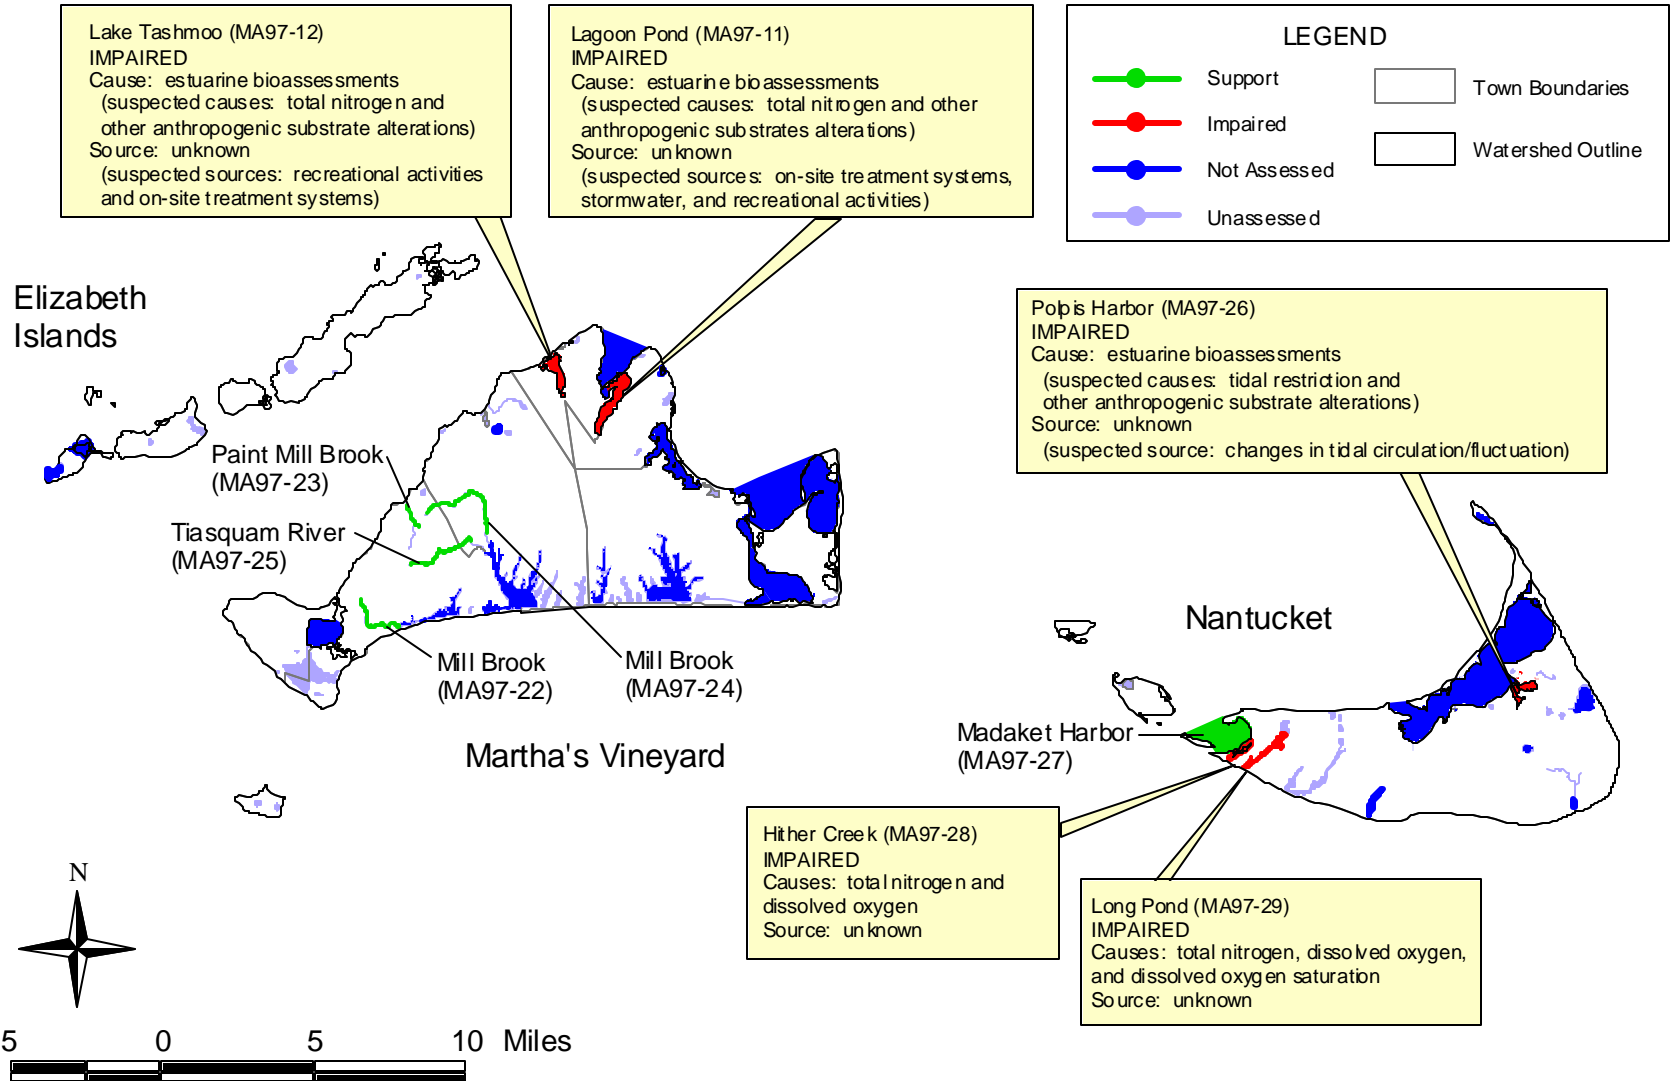 Lake Tashmoo (MA97-12)
IMPAIRED
Cause: estuarine bioassessments
(suspected causes: total nitrogen and
other anthropogenic substrate alterations)
Source: unknown
(suspected sources: recreational activities
and on-site treatment systems)
Lagoon Pond (MA97-11)
IMPAIRED
Cause: estuarine bioassessments
(suspected causes: total nitrogen and other
anthropogenic substrates alterations)
Source: unknown
(suspected sources: on-site treatment systems,
stormwater, and recreational activities)
LEGEND
Support
Impaired
Not Assessed
Unassessed
Town Boundaries
Watershed Outline
Elizabeth
Islands
Polpis Harbor (MA97-26)
IMPAIRED
Cause: estuarine bioassessments
(suspected causes: tidal restriction and
other anthropogenic substrate alterations)
Source: unknown
(suspected source: changes in tidal circulation/fluctuation)
Paint Mill Brook
(MA97-23)
Tiasquam River
(MA97-25)
Mill Brook
(MA97-22)
Mill Brook
(MA97-24)
Martha's Vineyard
Nantucket
Madaket Harbor
(MA97-27)
Hither Creek (MA97-28)
IMPAIRED
Causes: total nitrogen and
dissolved oxygen
Source: unknown
Long Pond (MA97-29)
IMPAIRED
Causes: total nitrogen, dissolved oxygen,
and dissolved oxygen saturation
Source: unknown
N
5 0 5 10 Miles